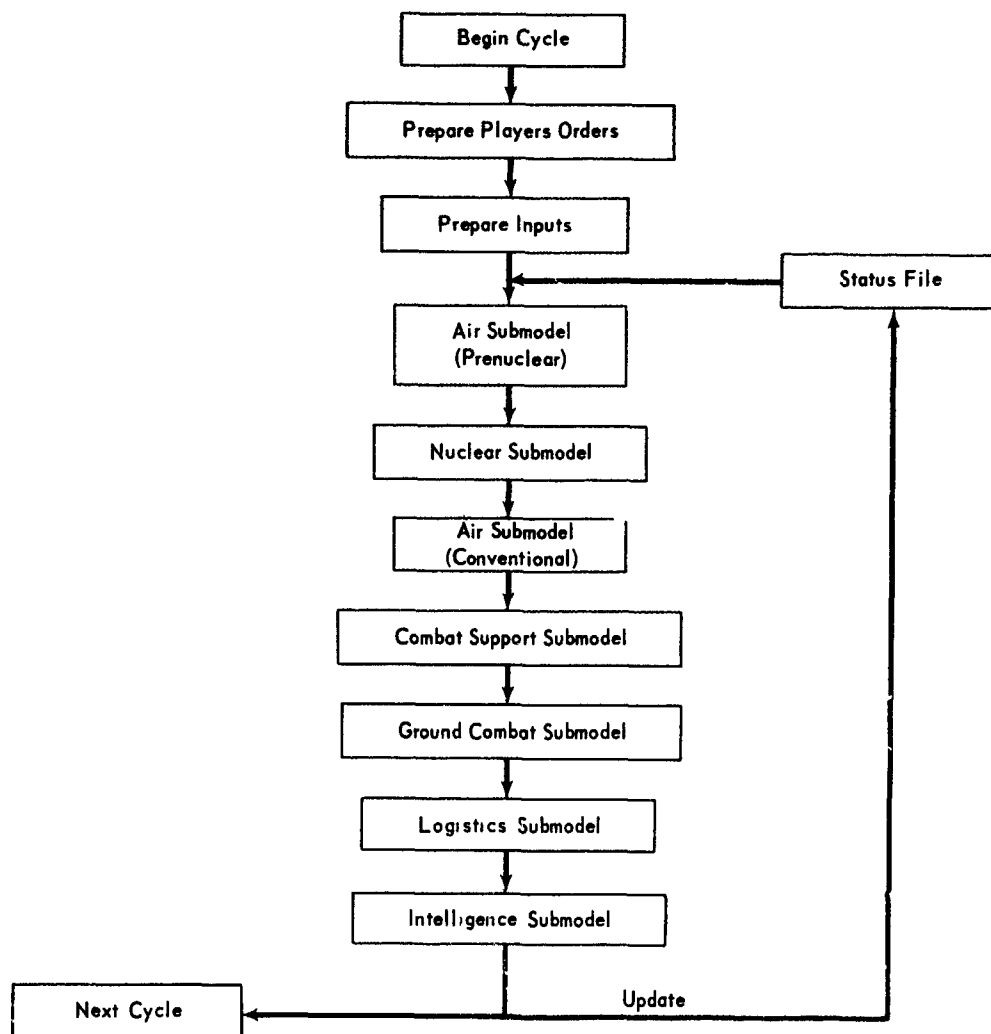 Begin Cycle
Prepare Players Orders
Prepare Inputs
Status File
Air Submodel
(Prenuclear)
Nuclear Submodel
Air Submodel
(Conventional)
Combat Support Submodel
Ground Combat Submodel
Logistics Submodel
Intelligence Submodel
Next Cycle
Update